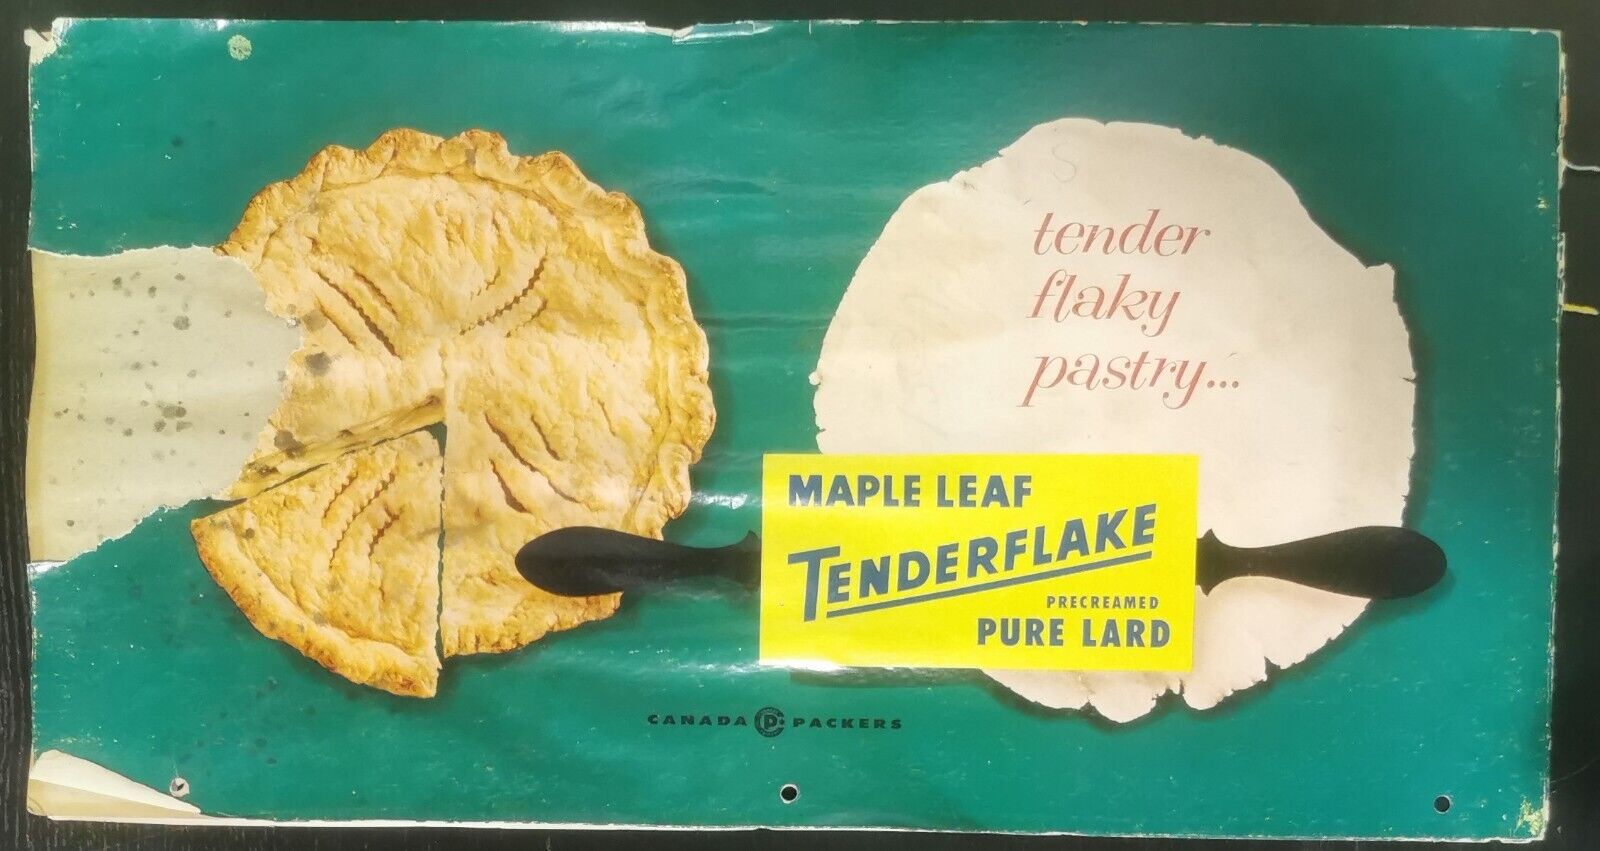 tender
flaky
pastry...
MAPLE LEAF
TENDERFLAKE
PRECREAMED
PURE LARD
CANADA PACKERS